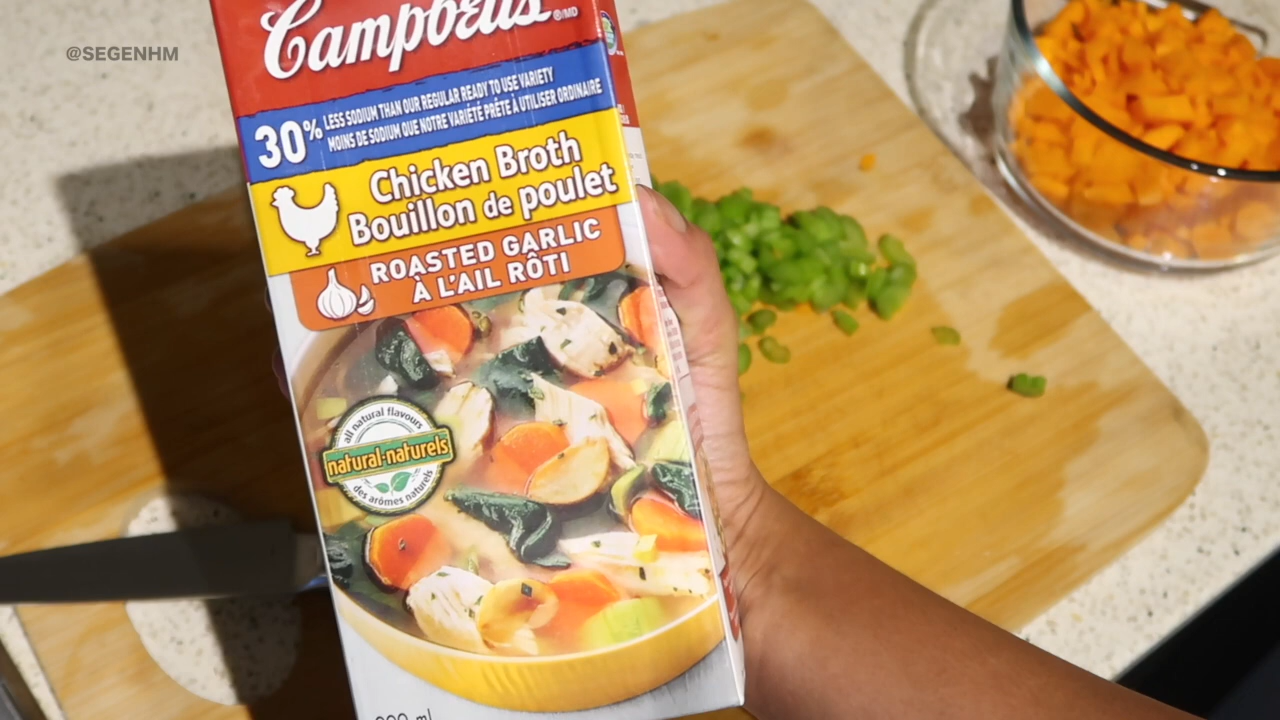 @SEGENHM
Campbell's ®/MD
30% LESS SODIUM THAN OUR REGULAR READY TO USE VARIETY
MOINS DE SODIUM QUE NOTRE VARIÉTÉ PRÊTE À UTILISER ORDINAIRE
Chicken Broth
Bouillon de poulet
ROASTED GARLIC
À L'AIL RÔTI
all natural flavours
natural·naturels
des arômes naturels